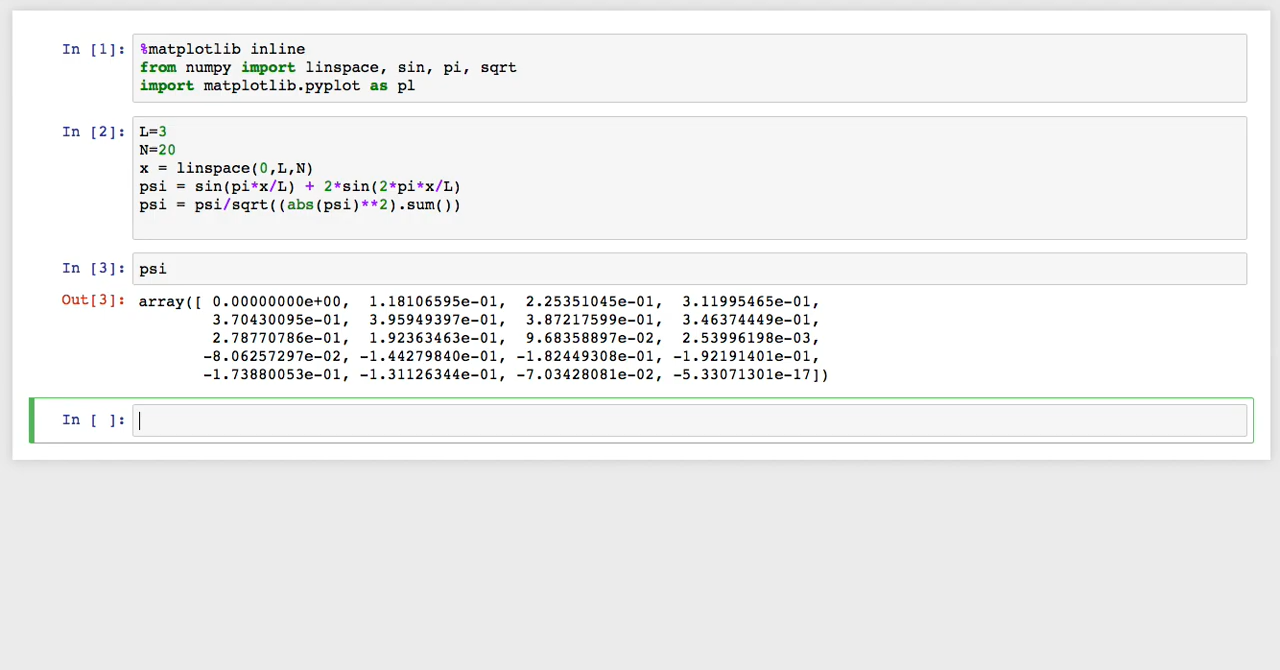 In [1]: %matplotlib inline
from numpy import linspace, sin, pi, sqrt
import matplotlib.pyplot as pl
In [2]: L=3
N=20
x = linspace(0,L,N)
psi = sin(pi*x/L) + 2*sin(2*pi*x/L)
psi = psi/sqrt((abs(psi)**2).sum())
In [3]: psi
Out[3]: array([ 0.00000000e+00, 1.18106595e-01, 2.25351045e-01, 3.11995465e-01,
3.70430095e-01, 3.95949397e-01, 3.87217599e-01, 3.46374449e-01,
2.78770786e-01, 1.92363463e-01, 9.68358897e-02, 2.53996198e-03,
-8.06257297e-02, -1.44279840e-01, -1.82449308e-01, -1.92191401e-01,
-1.73880053e-01, -1.31126344e-01, -7.03428081e-02, -5.33071301e-17])
In [ ]: